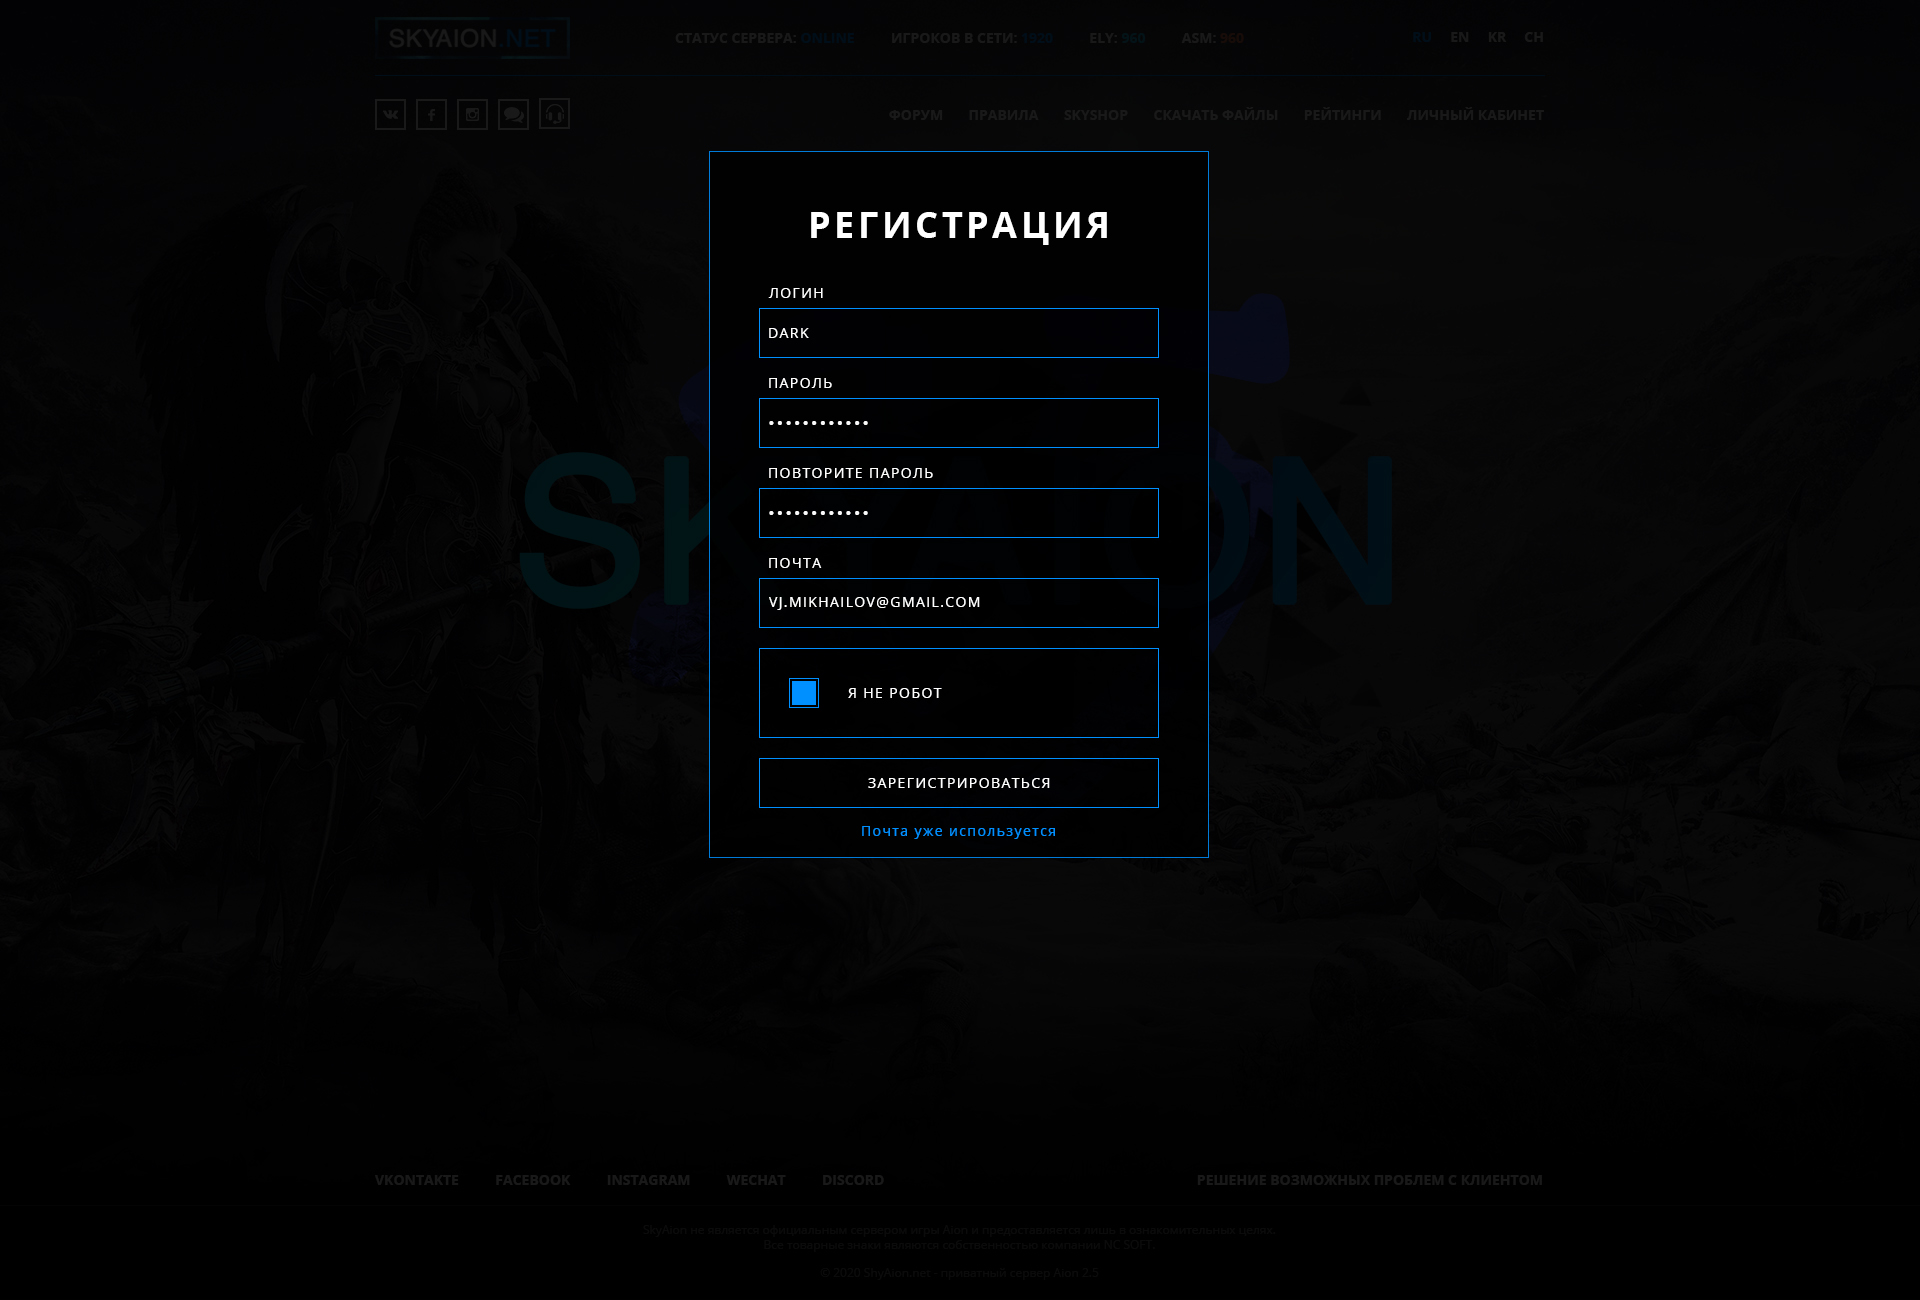 SKYAION.NET
СТАТУС СЕРВЕРА: ONLINE ИГРОКОВ В СЕТИ: 1920 ELY: 960 ASM: 960
RU EN KR CH
ФОРУМ ПРАВИЛА SKYSHOP СКАЧАТЬ ФАЙЛЫ РЕЙТИНГИ ЛИЧНЫЙ КАБИНЕТ
SKYAION
РЕГИСТРАЦИЯ
ЛОГИН
DARK
ПАРОЛЬ
••••••••••••
ПОВТОРИТЕ ПАРОЛЬ
••••••••••••
ПОЧТА
VJ.MIKHAILOV@GMAIL.COM
Я НЕ РОБОТ
ЗАРЕГИСТРИРОВАТЬСЯ
Почта уже используется
VKONTAKTE FACEBOOK INSTAGRAM WECHAT DISCORD
РЕШЕНИЕ ВОЗМОЖНЫХ ПРОБЛЕМ С КЛИЕНТОМ
SkyAion не является официальным сервером игры Aion и предоставляется лишь в ознакомительных целях.
Все товарные знаки являются собственностью компании NC SOFT.
© 2020 ShyAion.net - приватный сервер Aion 2.5